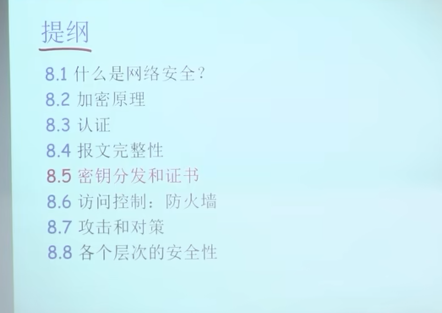 提纲
8.1 什么是网络安全?
8.2 加密原理
8.3 认证
8.4 报文完整性
8.5 密钥分发和证书
8.6 访问控制：防火墙
8.7 攻击和对策
8.8 各个层次的安全性